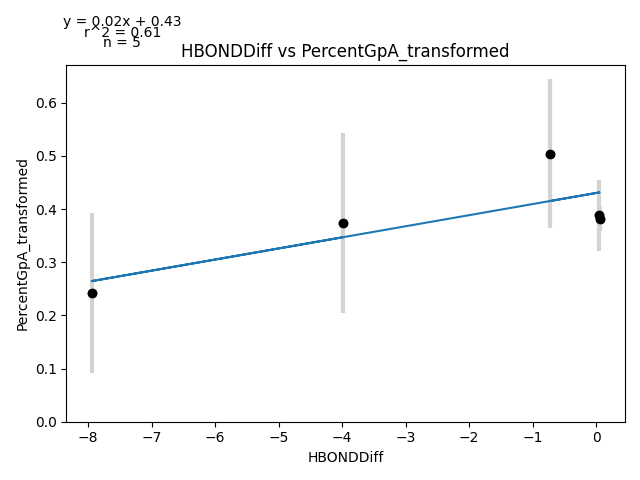 y = 0.02x + 0.43
r^2 = 0.61
n = 5
HBONDDiff vs PercentGpA_transformed
PercentGpA_transformed
0.6
0.5
0.4
0.3
0.2
0.1
0.0
−8 −7 −6 −5 −4 −3 −2 −1 0
HBONDDiff